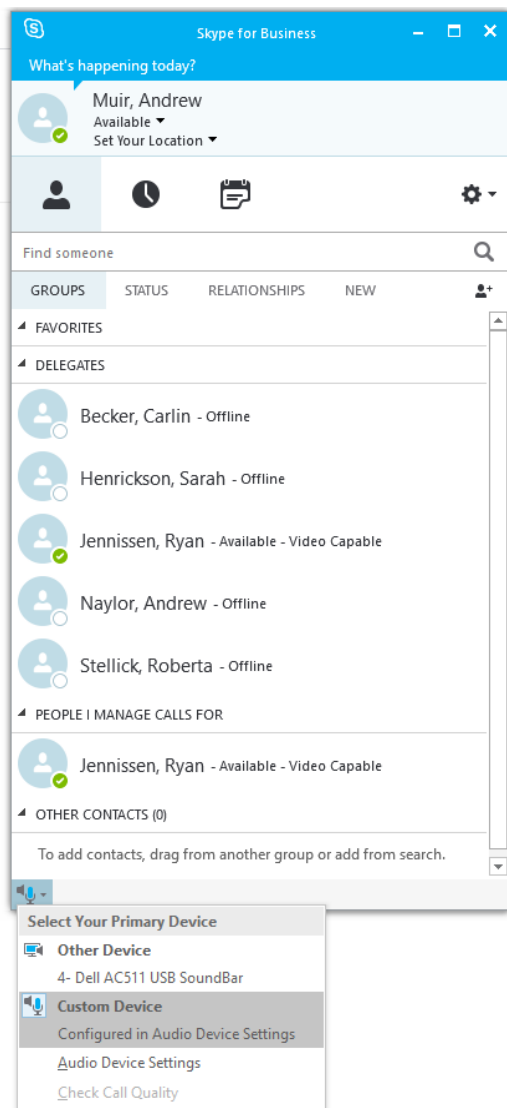 Skype for Business
What's happening today?
Muir, Andrew
Available
Set Your Location
Find someone
GROUPS STATUS RELATIONSHIPS NEW
FAVORITES
DELEGATES
Becker, Carlin - Offline
Henrickson, Sarah - Offline
Jennissen, Ryan - Available - Video Capable
Naylor, Andrew - Offline
Stellick, Roberta - Offline
PEOPLE I MANAGE CALLS FOR
Jennissen, Ryan - Available - Video Capable
OTHER CONTACTS (0)
To add contacts, drag from another group or add from search.
Select Your Primary Device
Other Device
4- Dell AC511 USB SoundBar
Custom Device
Configured in Audio Device Settings
Audio Device Settings
Check Call Quality